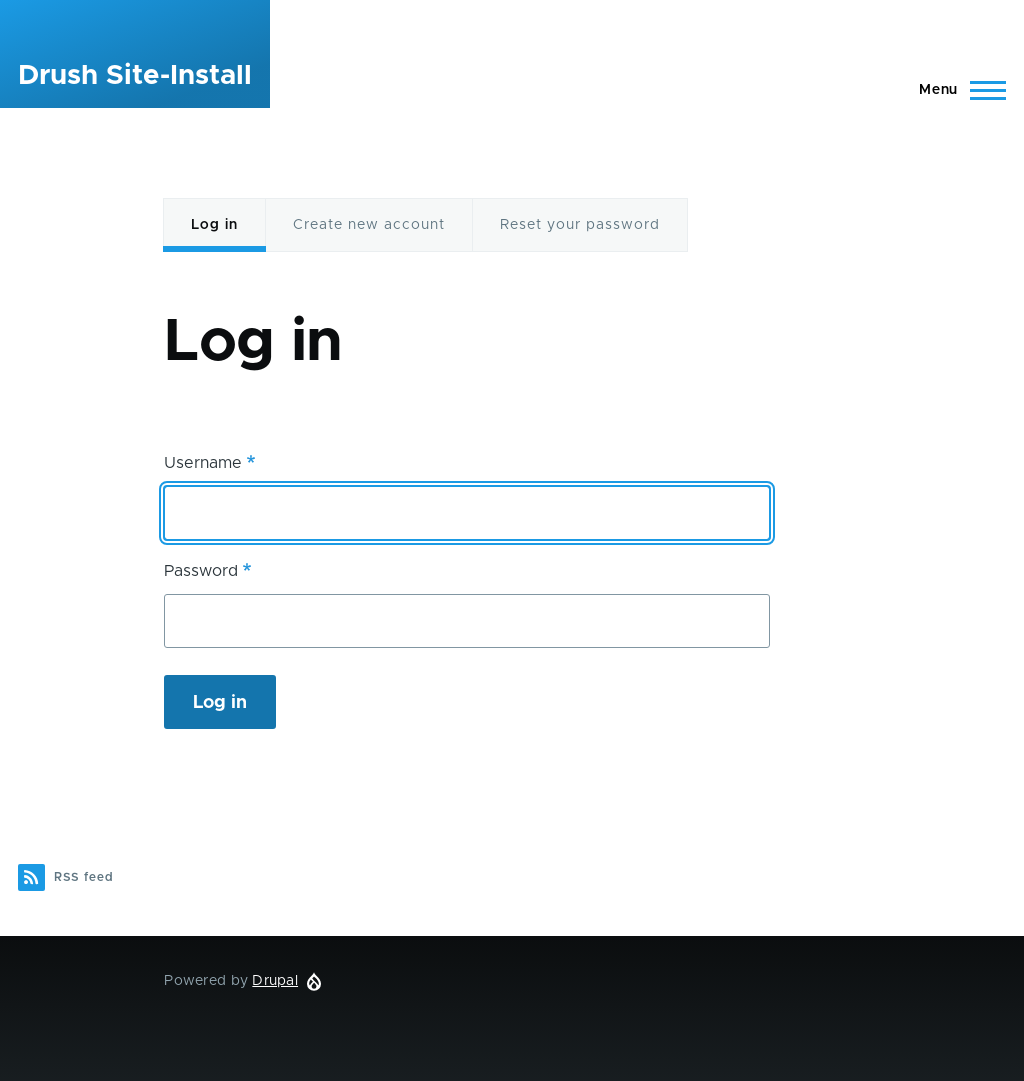 Drush Site-Install
Menu
Log in
Create new account
Reset your password
Log in
Username *
Password *
Log in
RSS feed
Powered by Drupal